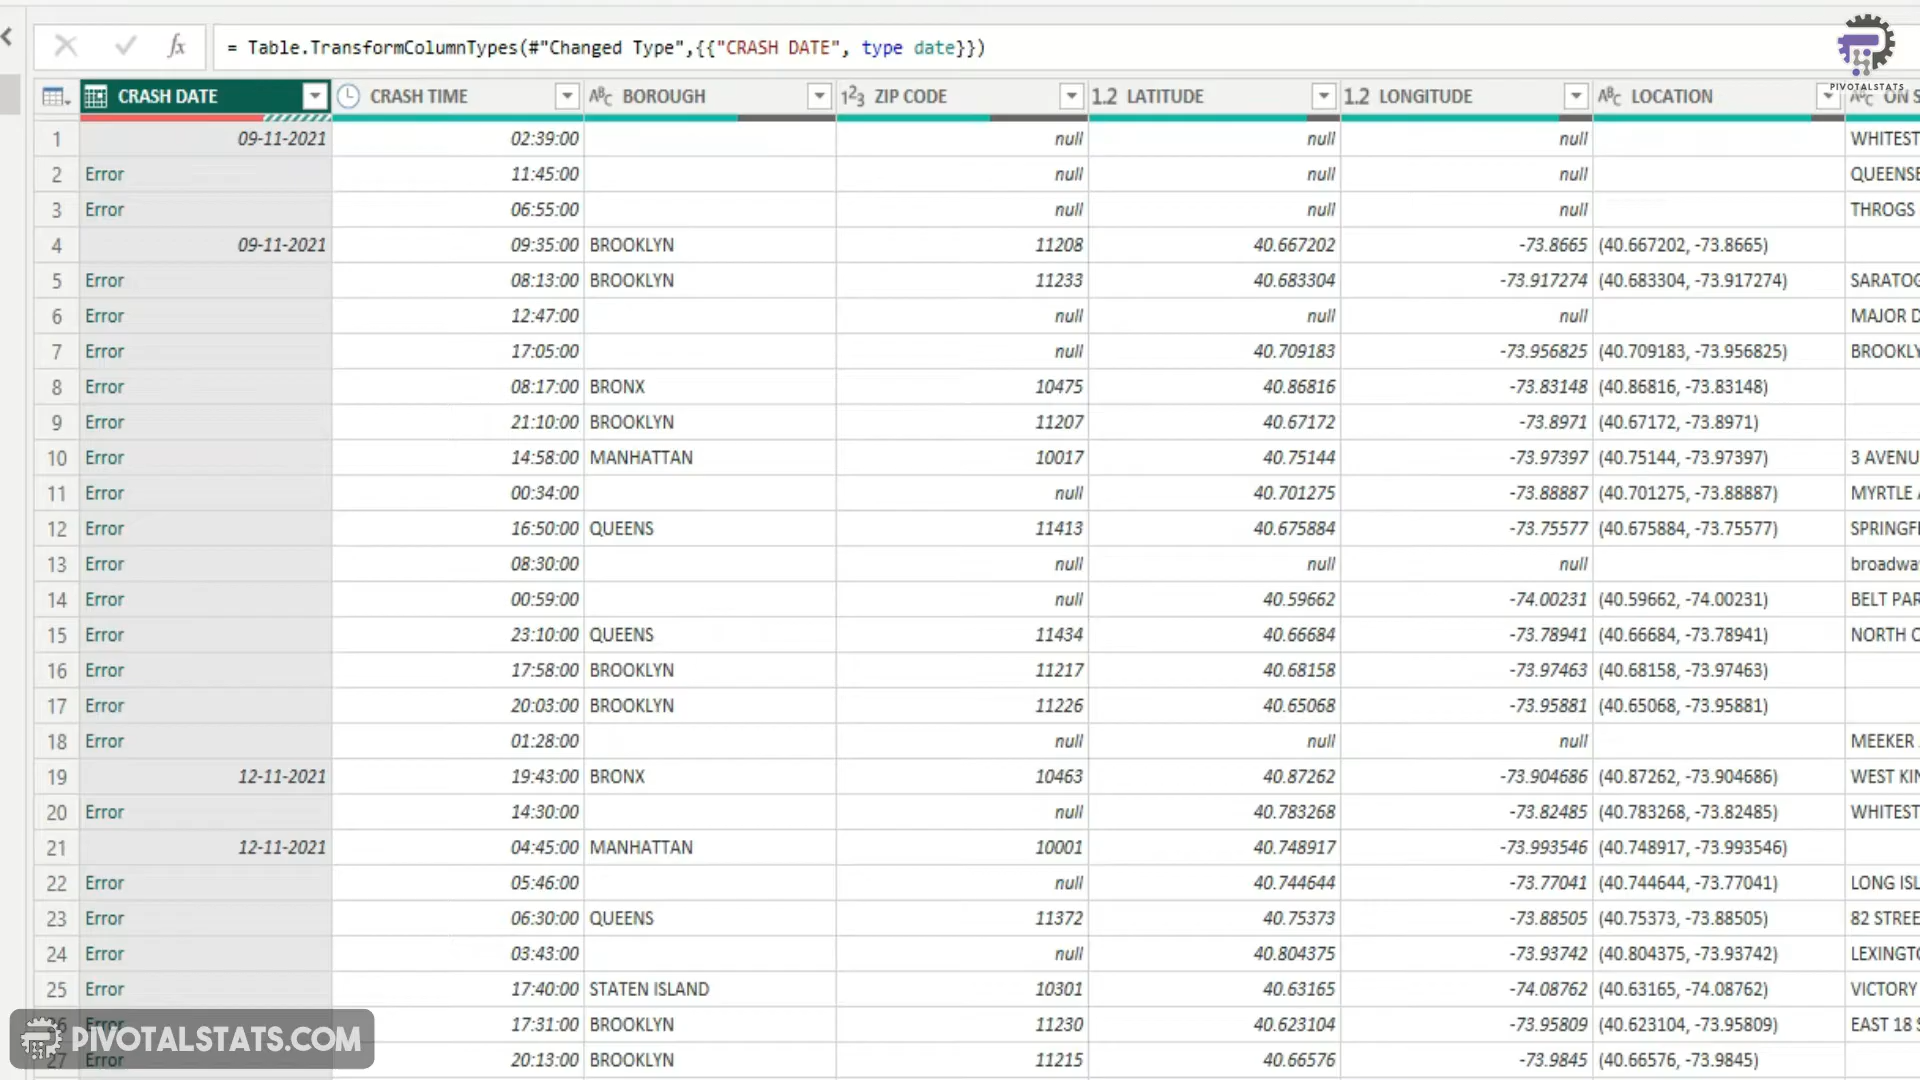 fx = Table.TransformColumnTypes(#"Changed Type",{{"CRASH DATE", type date}})
PIVOTALSTATS
CRASH DATE CRASH TIME ABC BOROUGH 123 ZIP CODE 1.2 LATITUDE 1.2 LONGITUDE ABC LOCATION ABC ON S
1 09-11-2021 02:39:00 null null null WHITEST
2 Error 11:45:00 null null null QUEENSB
3 Error 06:55:00 null null null THROGS
4 09-11-2021 09:35:00 BROOKLYN 11208 40.667202 -73.8665 (40.667202, -73.8665)
5 Error 08:13:00 BROOKLYN 11233 40.683304 -73.917274 (40.683304, -73.917274) SARATOG
6 Error 12:47:00 null null null MAJOR D
7 Error 17:05:00 null 40.709183 -73.956825 (40.709183, -73.956825) BROOKLY
8 Error 08:17:00 BRONX 10475 40.86816 -73.83148 (40.86816, -73.83148)
9 Error 21:10:00 BROOKLYN 11207 40.67172 -73.8971 (40.67172, -73.8971)
10 Error 14:58:00 MANHATTAN 10017 40.75144 -73.97397 (40.75144, -73.97397) 3 AVENU
11 Error 00:34:00 null 40.701275 -73.88887 (40.701275, -73.88887) MYRTLE A
12 Error 16:50:00 QUEENS 11413 40.675884 -73.75577 (40.675884, -73.75577) SPRINGFI
13 Error 08:30:00 null null null broadwa
14 Error 00:59:00 null 40.59662 -74.00231 (40.59662, -74.00231) BELT PAR
15 Error 23:10:00 QUEENS 11434 40.66684 -73.78941 (40.66684, -73.78941) NORTH C
16 Error 17:58:00 BROOKLYN 11217 40.68158 -73.97463 (40.68158, -73.97463)
17 Error 20:03:00 BROOKLYN 11226 40.65068 -73.95881 (40.65068, -73.95881)
18 Error 01:28:00 null null null MEEKER
19 12-11-2021 19:43:00 BRONX 10463 40.87262 -73.904686 (40.87262, -73.904686) WEST KIN
20 Error 14:30:00 null 40.783268 -73.82485 (40.783268, -73.82485) WHITEST
21 12-11-2021 04:45:00 MANHATTAN 10001 40.748917 -73.993546 (40.748917, -73.993546)
22 Error 05:46:00 null 40.744644 -73.77041 (40.744644, -73.77041) LONG ISL
23 Error 06:30:00 QUEENS 11372 40.75373 -73.88505 (40.75373, -73.88505) 82 STREE
24 Error 03:43:00 null 40.804375 -73.93742 (40.804375, -73.93742) LEXINGTO
25 Error 17:40:00 STATEN ISLAND 10301 40.63165 -74.08762 (40.63165, -74.08762) VICTORY
26 Error 17:31:00 BROOKLYN 11230 40.623104 -73.95809 (40.623104, -73.95809) EAST 18 S
PIVOTALSTATS.COM
27 Error 20:13:00 BROOKLYN 11215 40.66576 -73.9845 (40.66576, -73.9845)